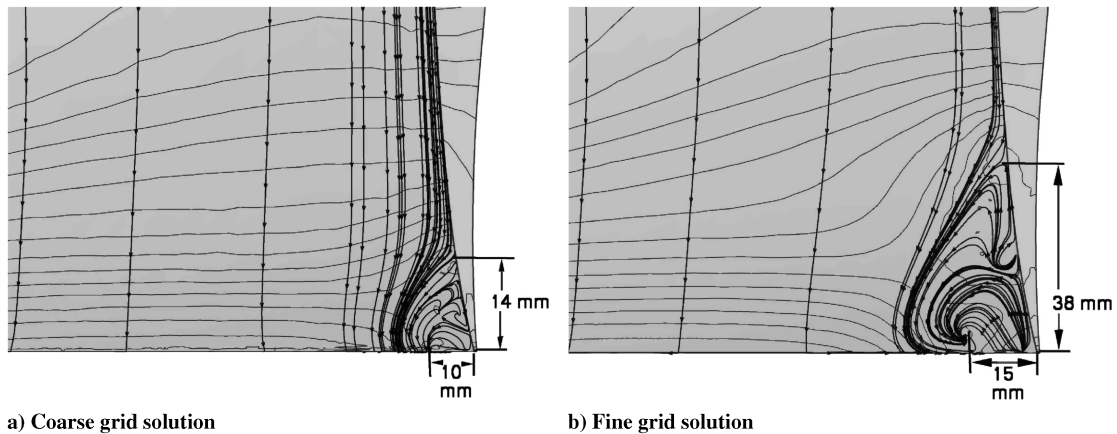 14 mm
10
mm
38 mm
15
mm
a) Coarse grid solution
b) Fine grid solution